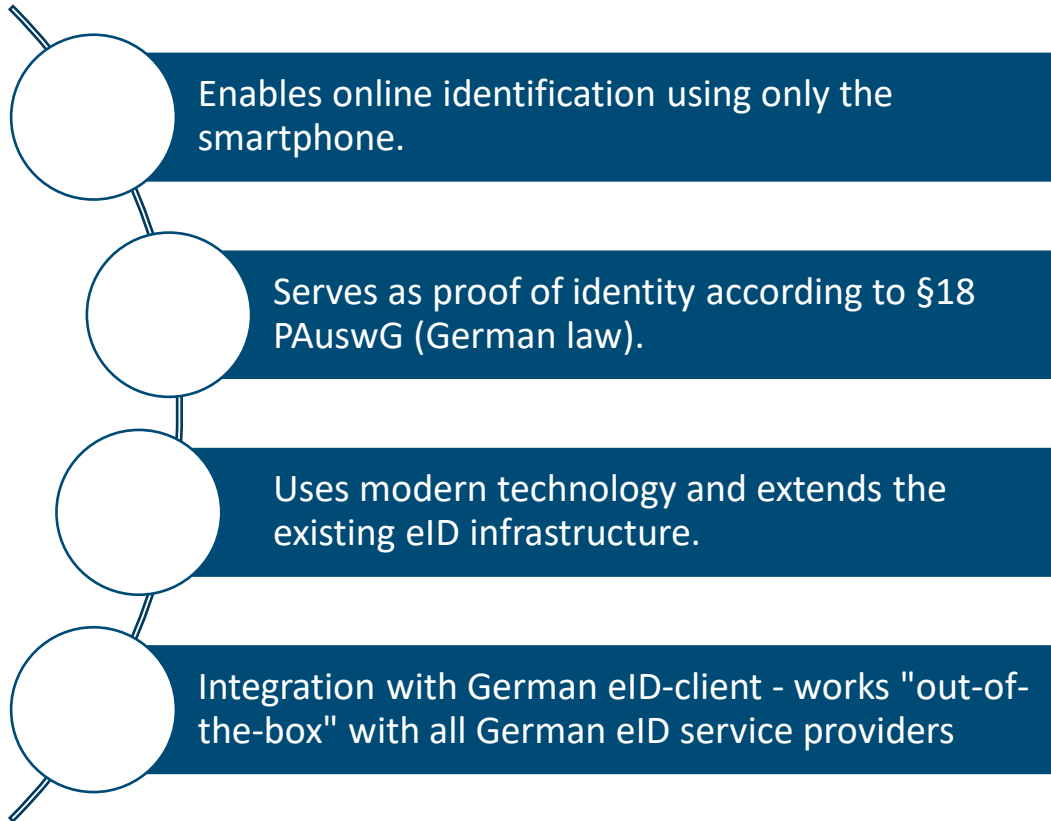 Enables online identification using only the
smartphone.
Serves as proof of identity according to §18
PAuswG (German law).
Uses modern technology and extends the
existing eID infrastructure.
Integration with German eID-client - works "out-of-
the-box" with all German eID service providers